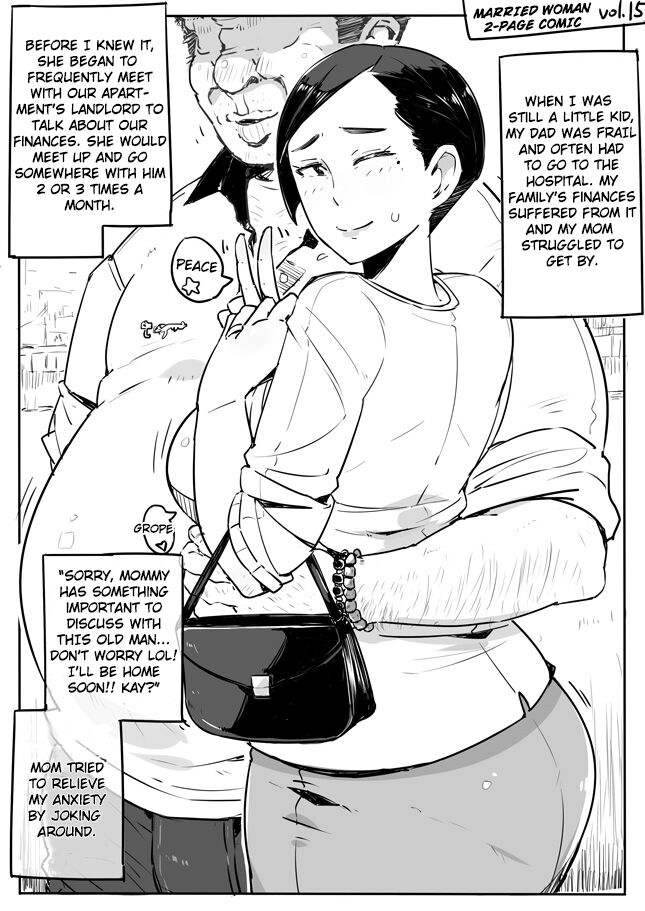 MARRIED WOMAN
2-PAGE COMIC
vol.15
WHEN I WAS
STILL A LITTLE KID,
MY DAD WAS FRAIL
AND OFTEN HAD
TO GO TO THE
HOSPITAL. MY
FAMILY'S FINANCES
SUFFERED FROM IT
AND MY MOM
STRUGGLED TO
GET BY.
BEFORE I KNEW IT,
SHE BEGAN TO
FREQUENTLY MEET
WITH OUR APART-
MENT'S LANDLORD TO
TALK ABOUT OUR
FINANCES. SHE WOULD
MEET UP AND GO
SOMEWHERE WITH HIM
2 OR 3 TIMES A
MONTH.
PEACE
GROPE
"SORRY, MOMMY
HAS SOMETHING
IMPORTANT TO
DISCUSS WITH
THIS OLD MAN...
DON'T WORRY LOL!
I'LL BE HOME
SOON!! KAY?"
MOM TRIED
TO RELIEVE
MY ANXIETY
BY JOKING
AROUND.